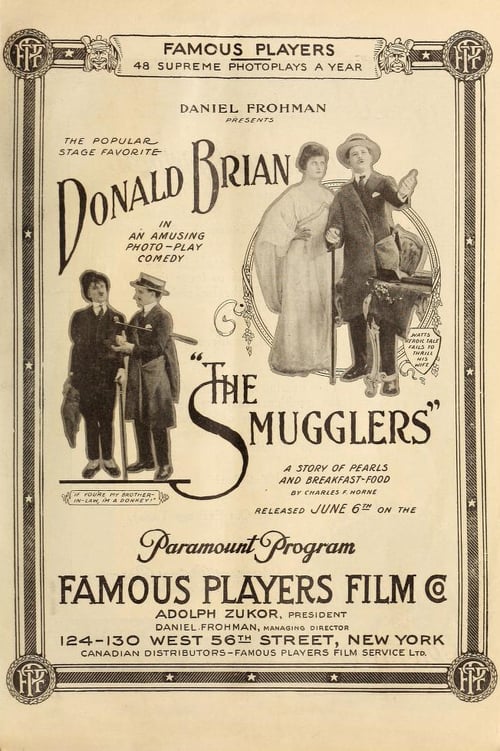 FAMOUS PLAYERS
48 SUPREME PHOTOPLAYS A YEAR
DANIEL FROHMAN
PRESENTS
THE POPULAR
STAGE FAVORITE
DONALD BRIAN
IN
AN AMUSING
PHOTO-PLAY
COMEDY
WATTS
HEROIC TALE
FAILS TO
THRILL
HIS
WIFE
"THE
SMUGGLERS"
"IF YOU'RE MY BROTHER-
IN-LAW, I'M A DONKEY!"
A STORY OF PEARLS
AND BREAKFAST-FOOD
BY CHARLES F. HORNE
RELEASED JUNE 6TH ON THE
Paramount Program
FAMOUS PLAYERS FILM CO
ADOLPH ZUKOR, PRESIDENT
DANIEL FROHMAN, MANAGING DIRECTOR
124-130 WEST 56TH STREET, NEW YORK
CANADIAN DISTRIBUTORS-FAMOUS PLAYERS FILM SERVICE LTD.